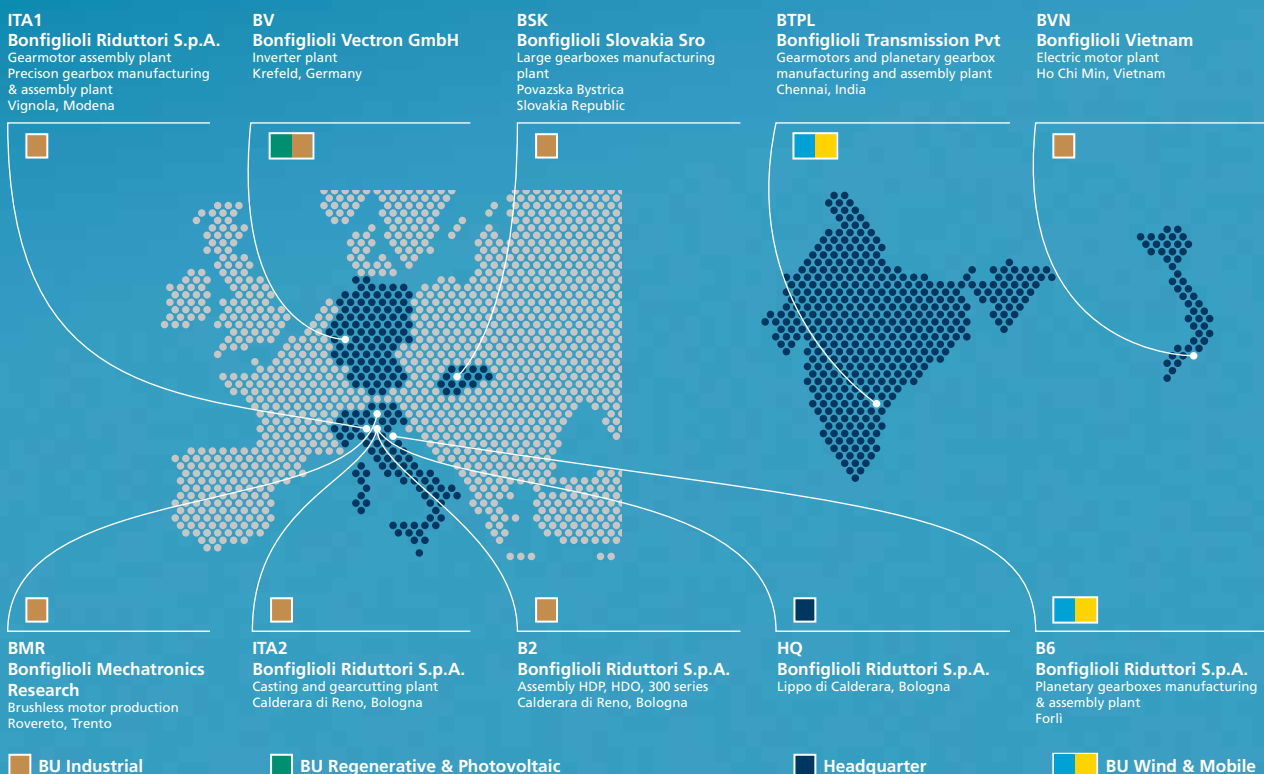 ITA1
Bonfiglioli Riduttori S.p.A.
Gearmotor assembly plant
Precison gearbox manufacturing
& assembly plant
Vignola, Modena
BV
Bonfiglioli Vectron GmbH
Inverter plant
Krefeld, Germany
BSK
Bonfiglioli Slovakia Sro
Large gearboxes manufacturing
plant
Povazska Bystrica
Slovakia Republic
BTPL
Bonfiglioli Transmission Pvt
Gearmotors and planetary gearbox
manufacturing and assembly plant
Chennai, India
BVN
Bonfiglioli Vietnam
Electric motor plant
Ho Chi Min, Vietnam
BMR
Bonfiglioli Mechatronics
Research
Brushless motor production
Rovereto, Trento
ITA2
Bonfiglioli Riduttori S.p.A.
Casting and gearcutting plant
Calderara di Reno, Bologna
B2
Bonfiglioli Riduttori S.p.A.
Assembly HDP, HDO, 300 series
Calderara di Reno, Bologna
HQ
Bonfiglioli Riduttori S.p.A.
Lippo di Calderara, Bologna
B6
Bonfiglioli Riduttori S.p.A.
Planetary gearboxes manufacturing
& assembly plant
Forlì
BU Industrial
BU Regenerative & Photovoltaic
Headquarter
BU Wind & Mobile